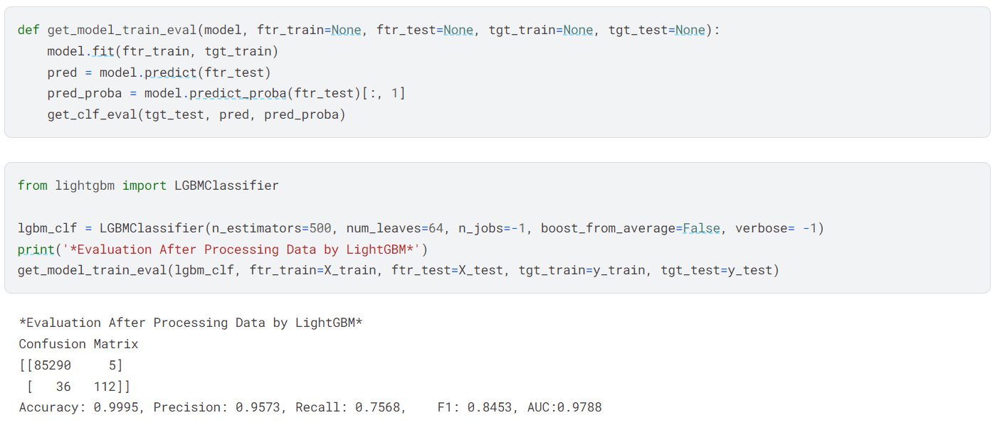 def get_model_train_eval(model, ftr_train=None, ftr_test=None, tgt_train=None, tgt_test=None):
    model.fit(ftr_train, tgt_train)
    pred = model.predict(ftr_test)
    pred_proba = model.predict_proba(ftr_test)[:, 1]
    get_clf_eval(tgt_test, pred, pred_proba)
from lightgbm import LGBMClassifier
lgbm_clf = LGBMClassifier(n_estimators=500, num_leaves=64, n_jobs=-1, boost_from_average=False, verbose= -1)
print('*Evaluation After Processing Data by LightGBM*')
get_model_train_eval(lgbm_clf, ftr_train=X_train, ftr_test=X_test, tgt_train=y_train, tgt_test=y_test)
*Evaluation After Processing Data by LightGBM*
Confusion Matrix
[[85290     5]
 [   36   112]]
Accuracy: 0.9995, Precision: 0.9573, Recall: 0.7568,    F1: 0.8453, AUC:0.9788